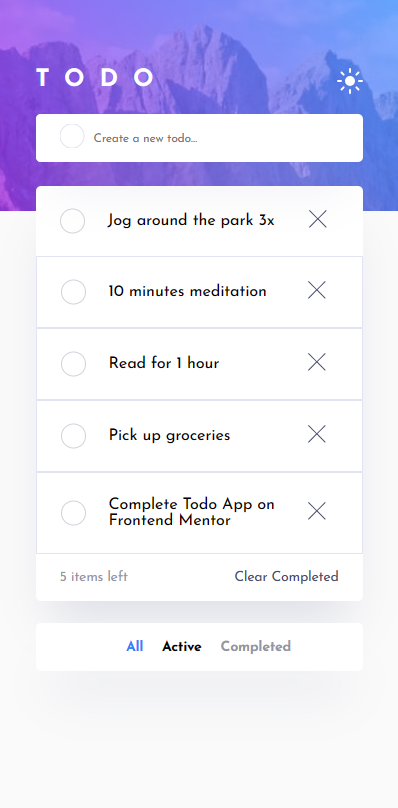 TODO
Create a new todo...
Jog around the park 3x
10 minutes meditation
Read for 1 hour
Pick up groceries
Complete Todo App on
Frontend Mentor
5 items left Clear Completed
All Active Completed